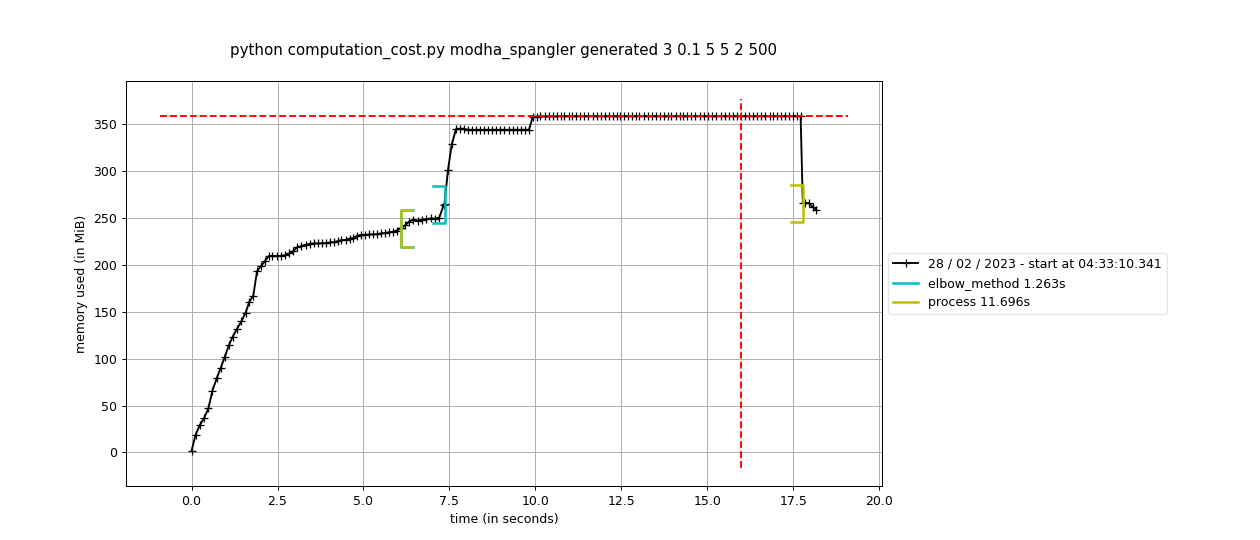 python computation_cost.py modha_spangler generated 3 0.1 5 5 2 500
memory used (in MiB)
350
300
250
200
150
100
50
0
0.0 2.5 5.0 7.5 10.0 12.5 15.0 17.5 20.0
time (in seconds)
28 / 02 / 2023 - start at 04:33:10.341
elbow_method 1.263s
process 11.696s